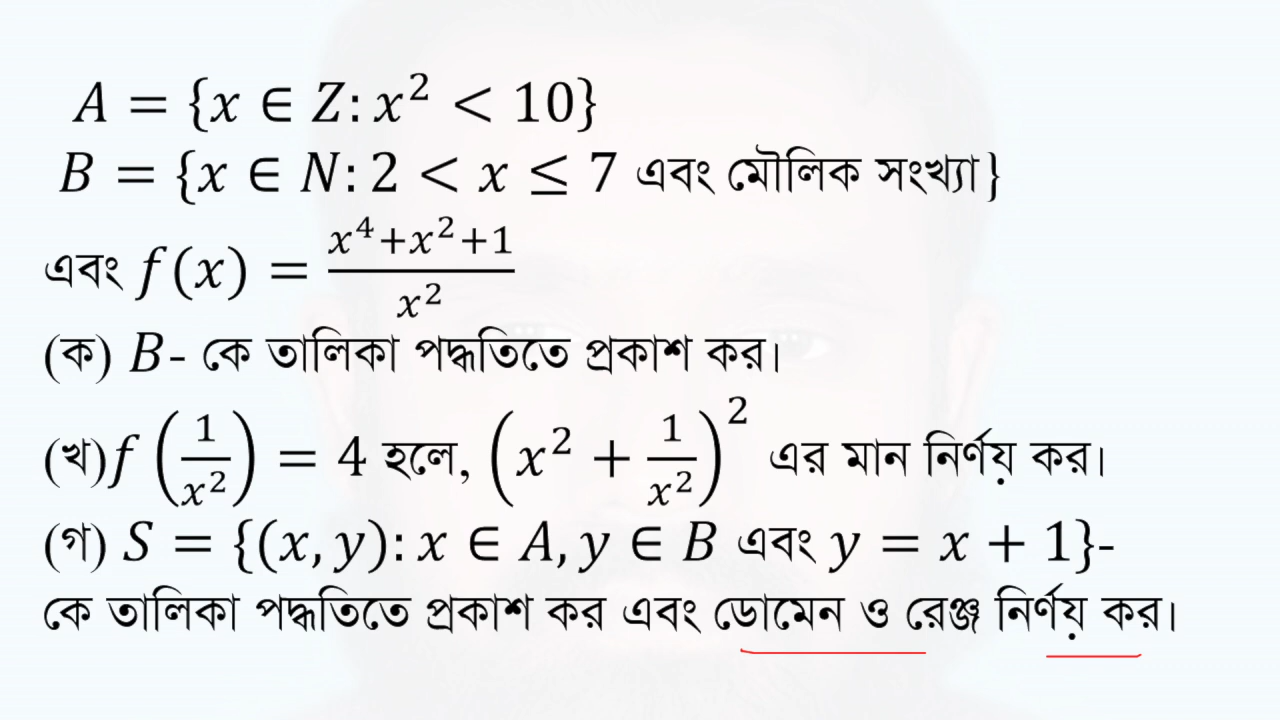 A = {x ∈ Z: x² < 10}
B = {x ∈ N: 2 < x ≤ 7 এবং মৌলিক সংখ্যা}
এবং f(x) = (x⁴+x²+1)/x²
(ক) B- কে তালিকা পদ্ধতিতে প্রকাশ কর।
(খ) f(1/x²) = 4 হলে, (x² + 1/x²)² এর মান নির্ণয় কর।
(গ) S = {(x, y): x ∈ A, y ∈ B এবং y = x + 1}-
কে তালিকা পদ্ধতিতে প্রকাশ কর এবং ডোমেন ও রেঞ্জ নির্ণয় কর।